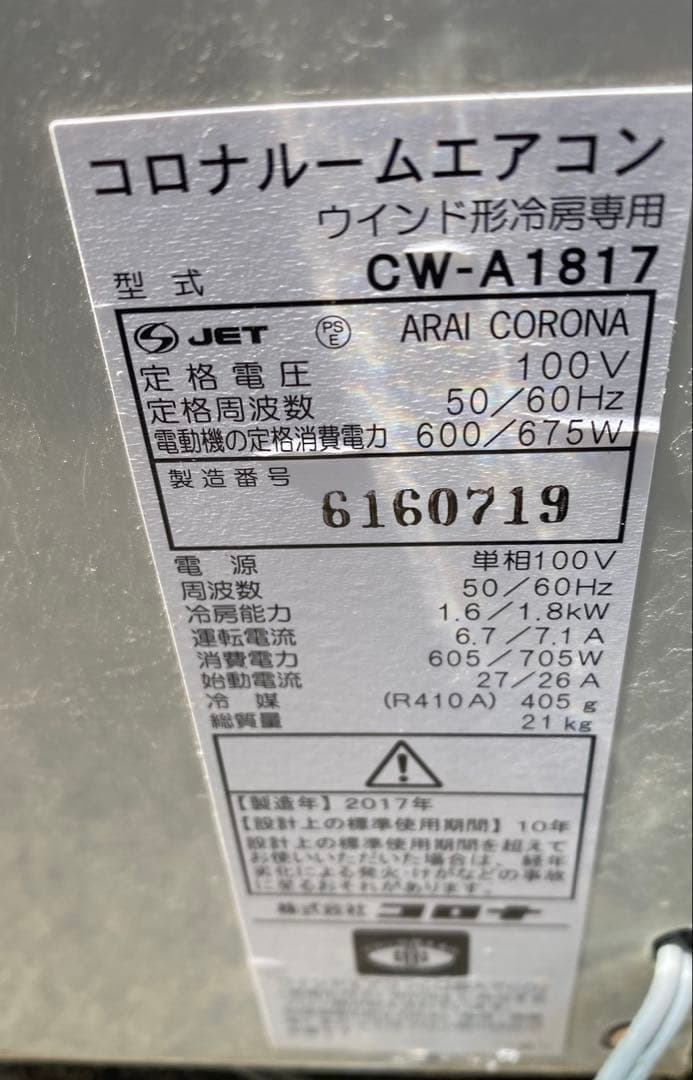 コロナルームエアコン
ウインド形冷房専用
型式 CW-A1817
JET PS E ARAI CORONA
定格電圧 100V
定格周波数 50/60Hz
電動機の定格消費電力 600/675W
製造番号
6160719
電源 単相100V
周波数 50/60Hz
冷房能力 1.6/1.8kW
運転電流 6.7/7.1A
消費電力 605/705W
始動電流 27/26A
冷媒 (R410A) 405g
総質量 21kg
【製造年】2017年
【設計上の標準使用期間】10年
設計上の標準使用期間を超えて
お使いいただいた場合は、経年
劣化による発火・けがなどの事故
に至るおそれがあります。
株式会社コロナ